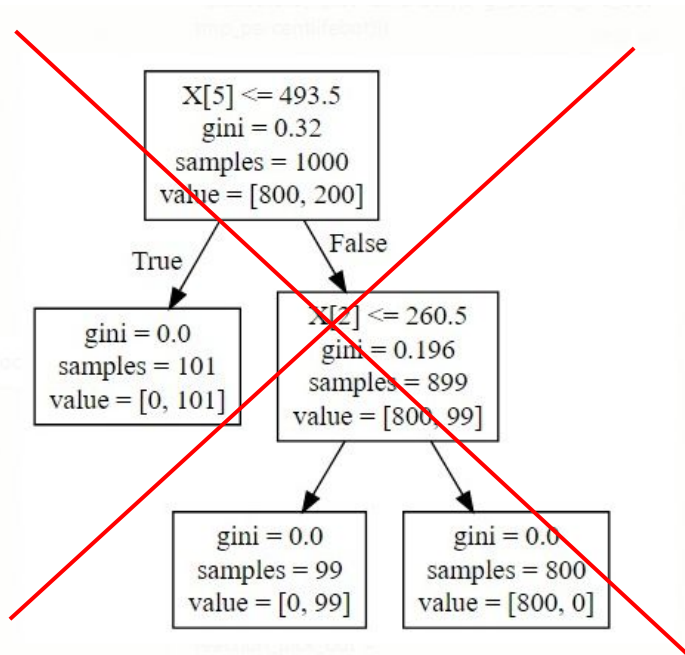 X[5] <= 493.5
gini = 0.32
samples = 1000
value = [800, 200]
True
False
gini = 0.0
samples = 101
value = [0, 101]
X[2] <= 260.5
gini = 0.196
samples = 899
value = [800, 99]
gini = 0.0
samples = 99
value = [0, 99]
gini = 0.0
samples = 800
value = [800, 0]